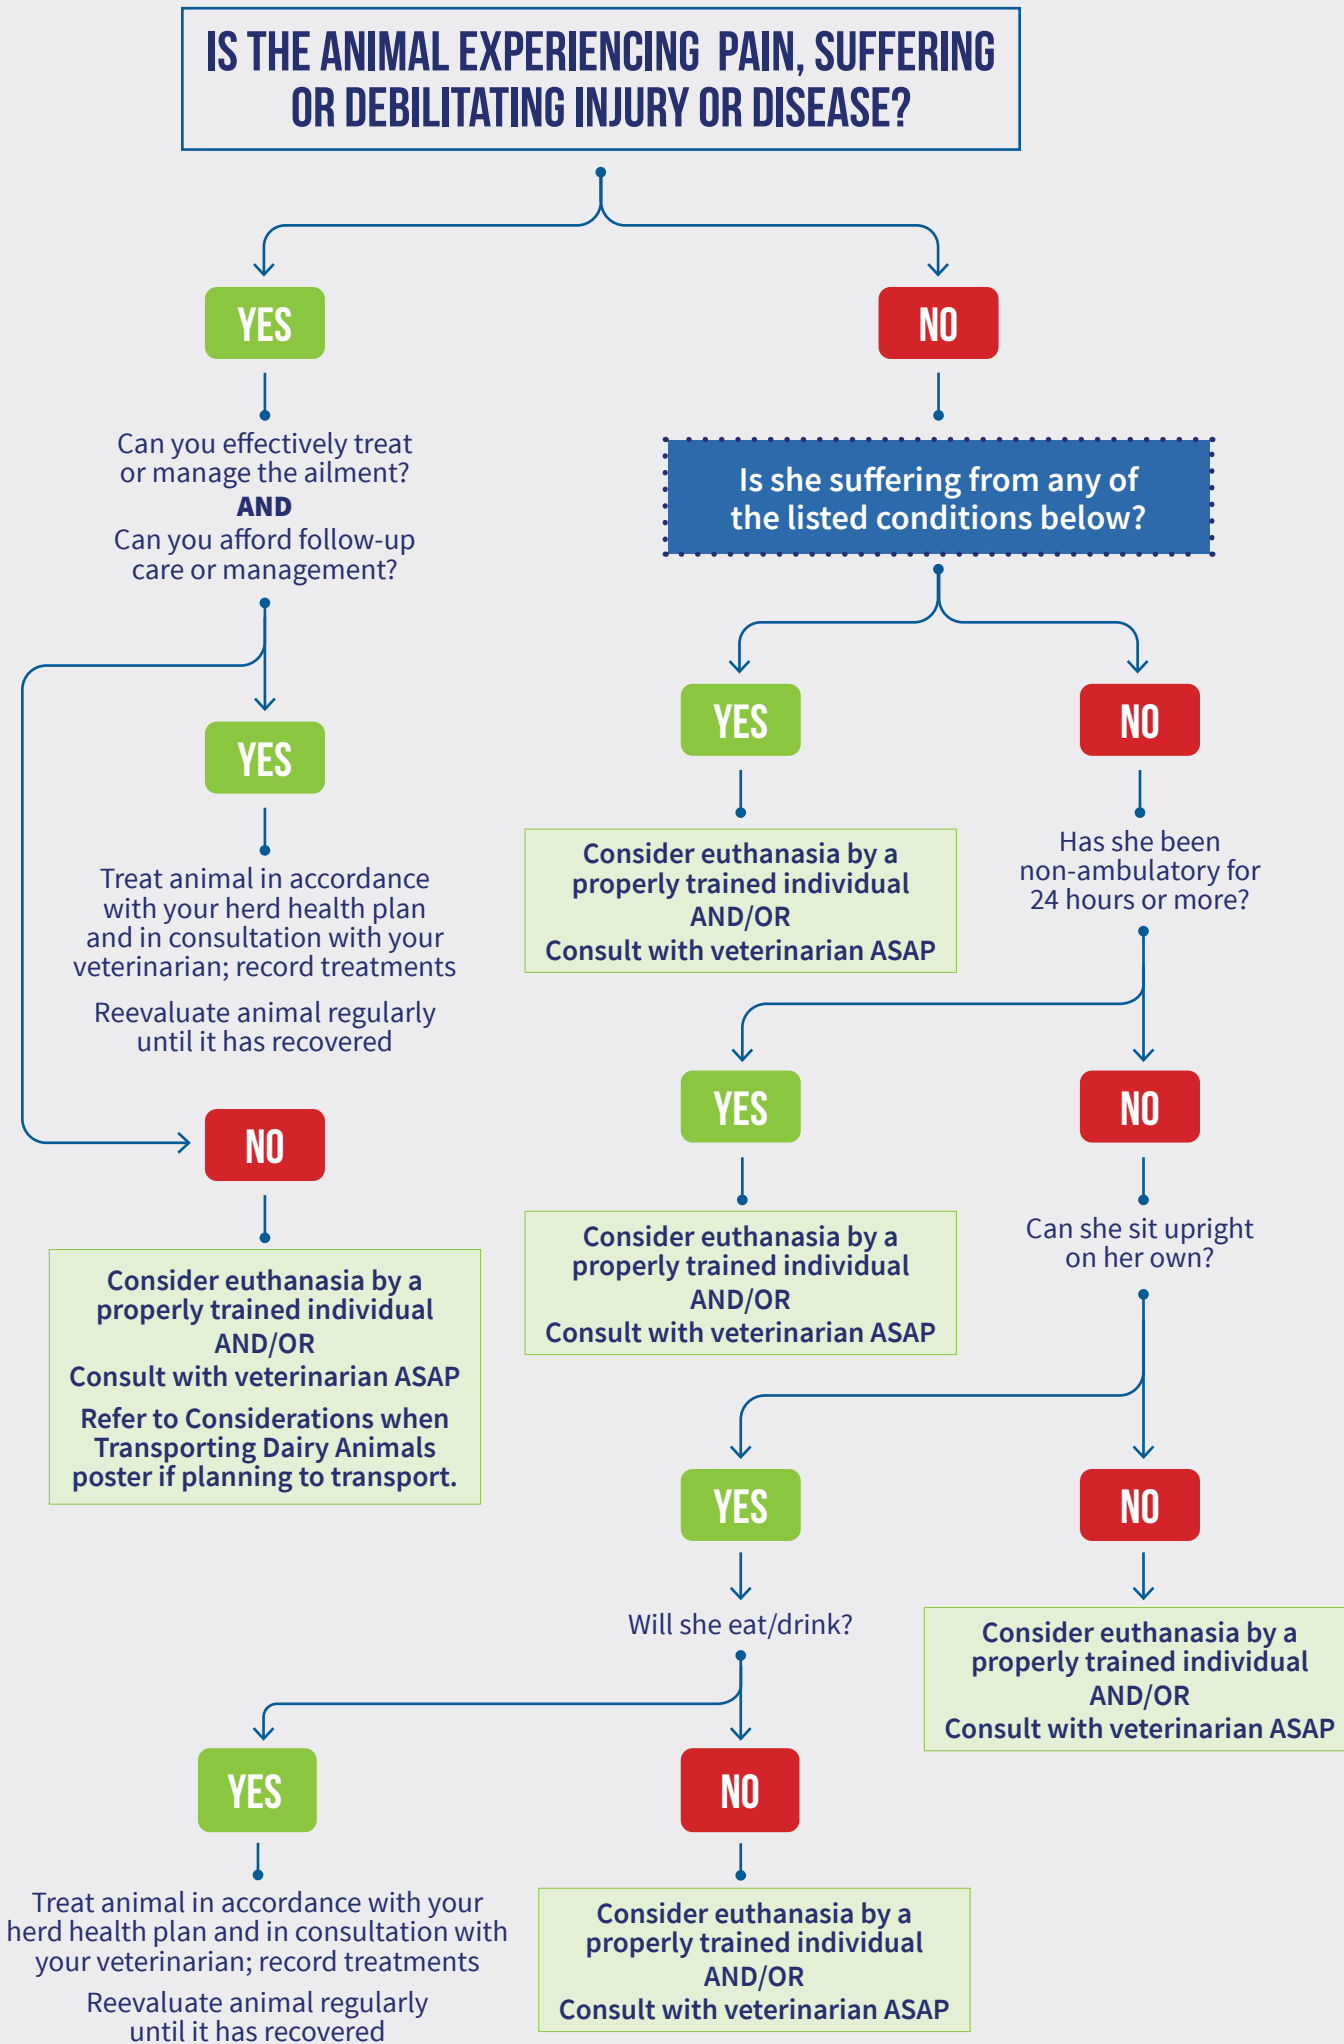 IS THE ANIMAL EXPERIENCING PAIN, SUFFERING
OR DEBILITATING INJURY OR DISEASE?
YES
NO
Can you effectively treat
or manage the ailment?
AND
Can you afford follow-up
care or management?
Is she suffering from any of
the listed conditions below?
YES
NO
YES
Treat animal in accordance
with your herd health plan
and in consultation with your
veterinarian; record treatments
Reevaluate animal regularly
until it has recovered
Consider euthanasia by a
properly trained individual
AND/OR
Consult with veterinarian ASAP
Has she been
non-ambulatory for
24 hours or more?
NO
YES
NO
Consider euthanasia by a
properly trained individual
AND/OR
Consult with veterinarian ASAP
Refer to Considerations when
Transporting Dairy Animals
poster if planning to transport.
Consider euthanasia by a
properly trained individual
AND/OR
Consult with veterinarian ASAP
Can she sit upright
on her own?
YES
NO
Will she eat/drink?
Consider euthanasia by a
properly trained individual
AND/OR
Consult with veterinarian ASAP
YES
NO
Treat animal in accordance with your
herd health plan and in consultation with
your veterinarian; record treatments
Reevaluate animal regularly
until it has recovered
Consider euthanasia by a
properly trained individual
AND/OR
Consult with veterinarian ASAP